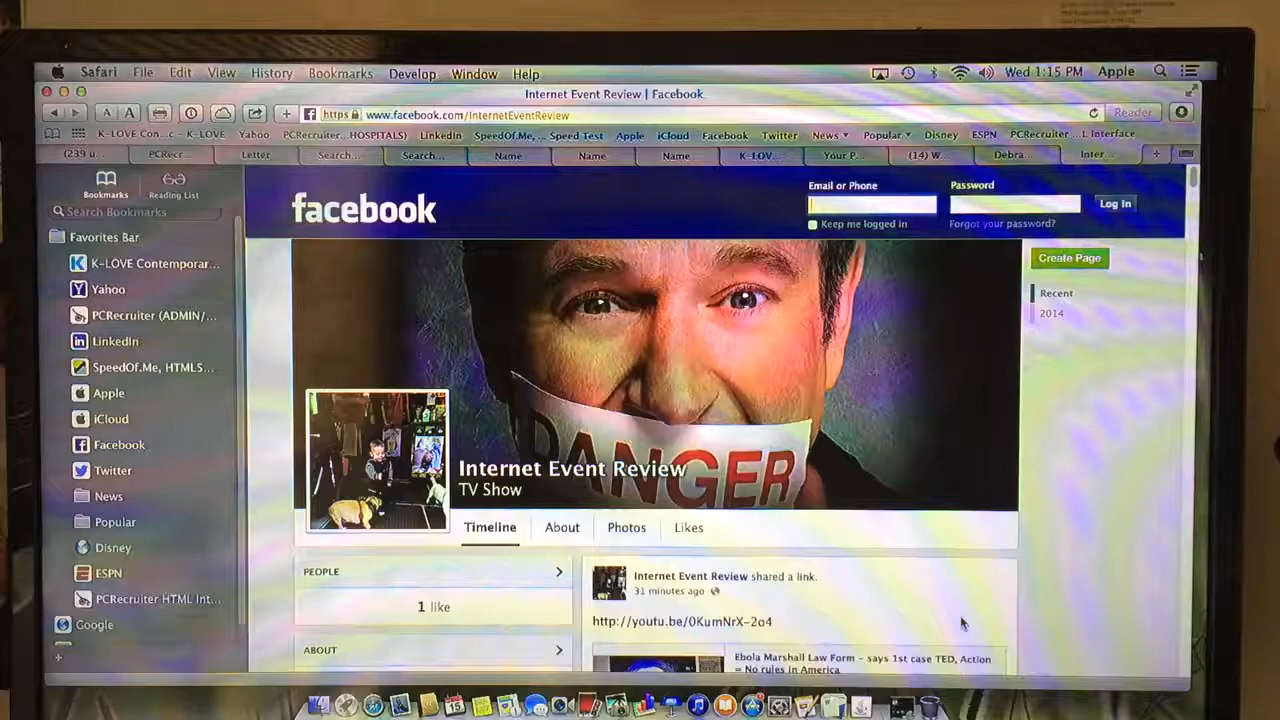 Safari File Edit View History Bookmarks Develop Window Help Wed 1:15 PM Apple
Internet Event Review | Facebook
A A https www.facebook.com/InternetEventReview Reader
K-LOVE Con...c - K-LOVE Yahoo PCRecruiter...HOSPITALS) LinkedIn SpeedOf.Me, ... Speed Test Apple iCloud Facebook Twitter News Popular Disney ESPN PCRecruiter ...L Interface
(239 u... PCRecr... Letter Search... Search... Name Name Name K-LOV... Your P... (14) W... Debra... Inter...
Bookmarks Reading List
Search Bookmarks
Favorites Bar
K-LOVE Contemporar...
Yahoo
PCRecruiter (ADMIN/...
LinkedIn
SpeedOf.Me, HTML5...
Apple
iCloud
Facebook
Twitter
News
Popular
Disney
ESPN
PCRecruiter HTML Int...
Google
facebook
Email or Phone Password
Log In
Keep me logged in Forgot your password?
Create Page
Recent
2014
DANGER
Internet Event Review
TV Show
Timeline About Photos Likes
PEOPLE
1 like
ABOUT
Internet Event Review shared a link.
31 minutes ago
http://youtu.be/0KumNrX-2o4
Ebola Marshall Law Form - says 1st case TED, Action
= No rules in America
15